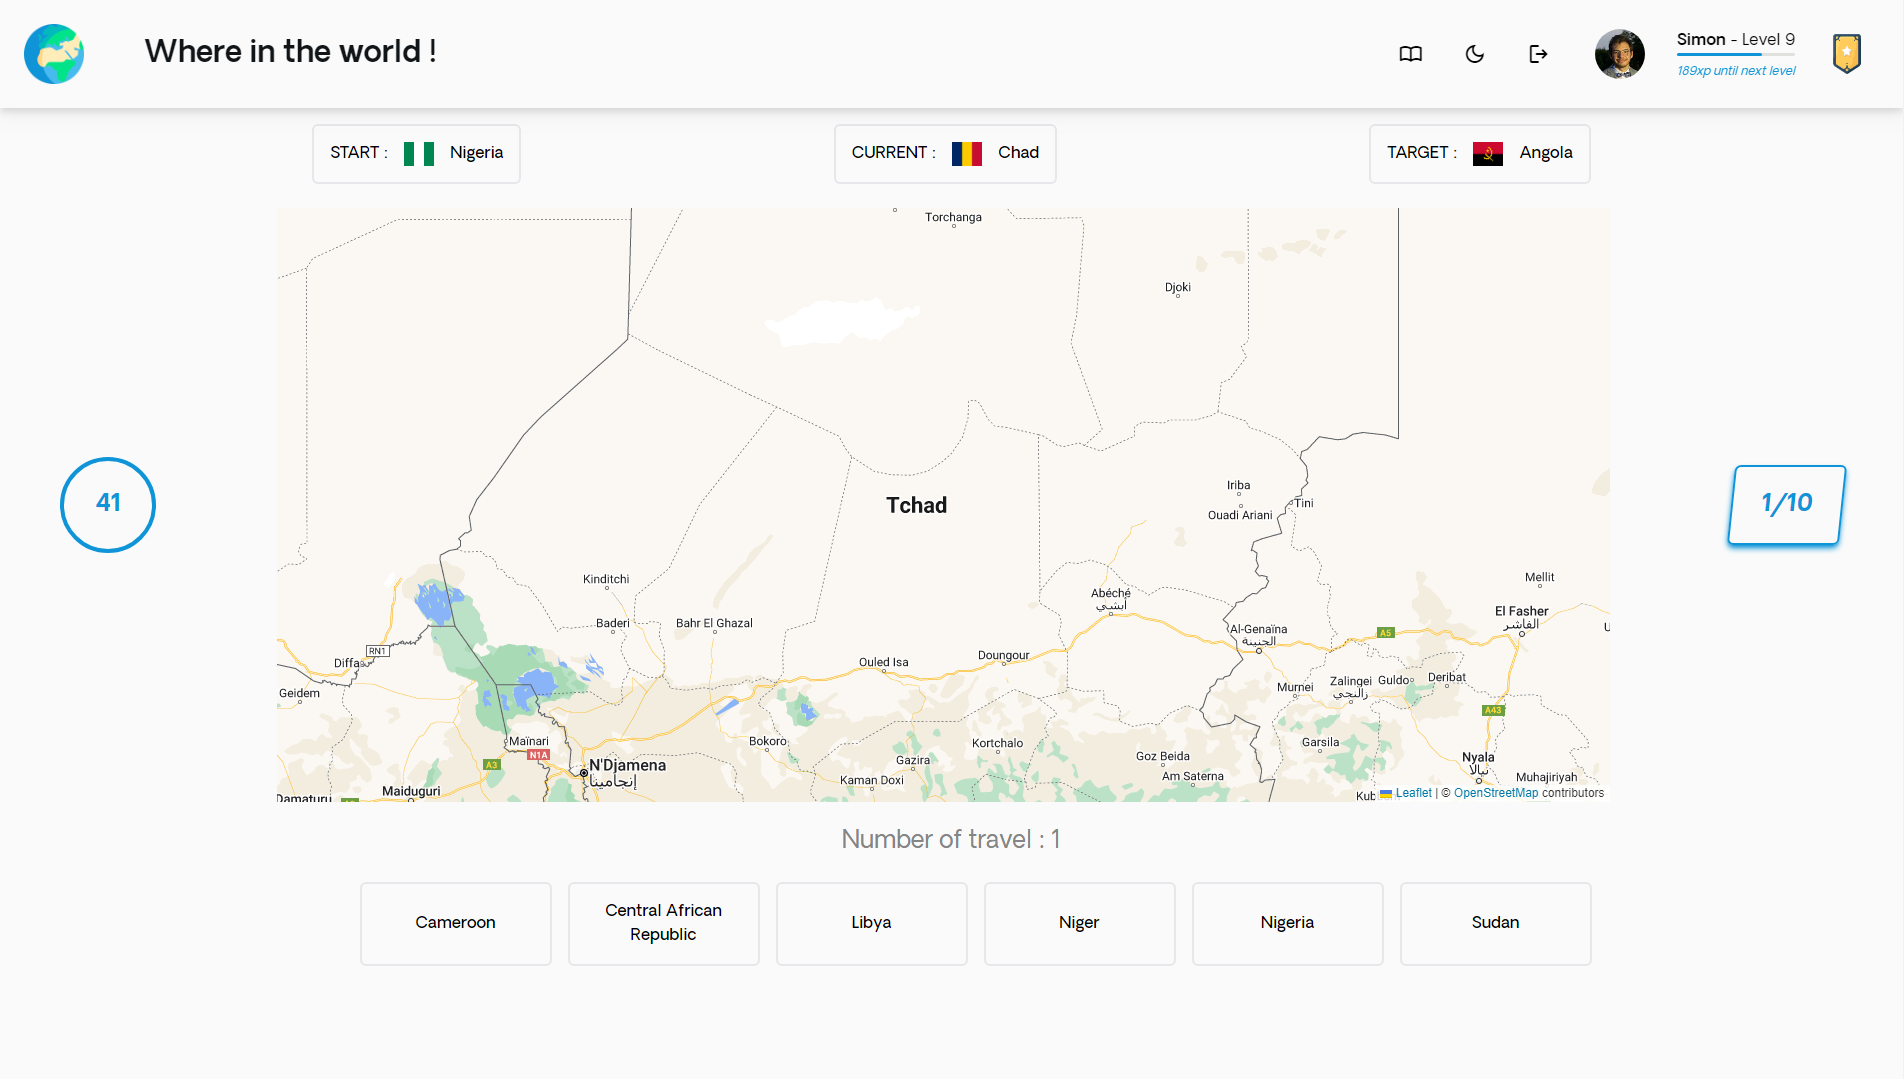 Where in the world !
Simon - Level 9
189xp until next level
START :
Nigeria
CURRENT :
Chad
TARGET :
Angola
Torchanga
Djoki
Tchad
Iriba
Tini
Ouadi Ariani
41
1/10
Kinditchi
Mellit
Abéché
أبشي
El Fasher
الفاشر
Baderi
Bahr El Ghazal
Al-Genaïna
الجنينة
A5
U
RN1
Diffa
Ouled Isa
Doungour
Geidem
Murnei
Zalingei
زالنجي
Guldo
Deribat
A43
Maïnari
N1A
Bokoro
Kortchalo
Garsila
A3
N'Djamena
إنجامينا
Gazira
Goz Beida
Nyala
نيالا
Kaman Doxi
Am Saterna
Muhajiriyah
Damaturu
Maiduguri
Leaflet | © OpenStreetMap contributors
Number of travel : 1
Cameroon
Central African
Republic
Libya
Niger
Nigeria
Sudan